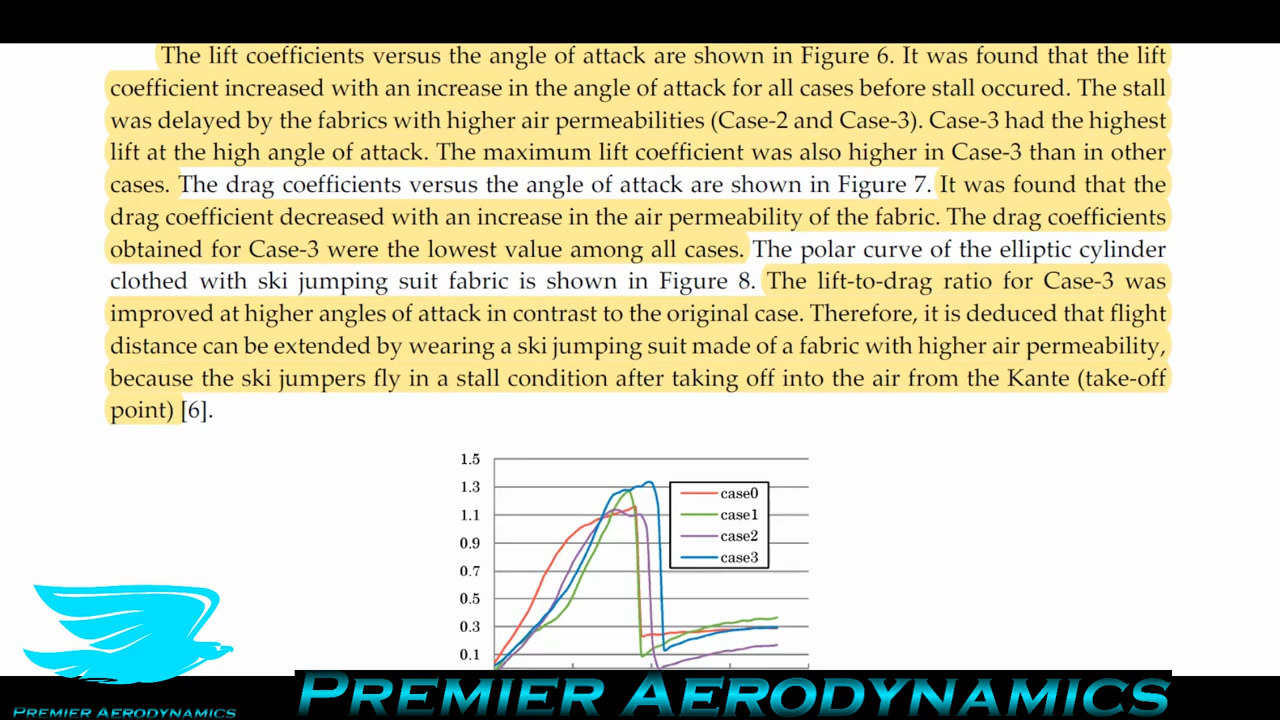 The lift coefficients versus the angle of attack are shown in Figure 6. It was found that the lift
coefficient increased with an increase in the angle of attack for all cases before stall occured. The stall
was delayed by the fabrics with higher air permeabilities (Case-2 and Case-3). Case-3 had the highest
lift at the high angle of attack. The maximum lift coefficient was also higher in Case-3 than in other
cases. The drag coefficients versus the angle of attack are shown in Figure 7. It was found that the
drag coefficient decreased with an increase in the air permeability of the fabric. The drag coefficients
obtained for Case-3 were the lowest value among all cases. The polar curve of the elliptic cylinder
clothed with ski jumping suit fabric is shown in Figure 8. The lift-to-drag ratio for Case-3 was
improved at higher angles of attack in contrast to the original case. Therefore, it is deduced that flight
distance can be extended by wearing a ski jumping suit made of a fabric with higher air permeability,
because the ski jumpers fly in a stall condition after taking off into the air from the Kante (take-off
point) [6].
1.5
1.3
1.1
0.9
0.7
0.5
0.3
0.1
case0
case1
case2
case3
PREMIER AERODYNAMICS
PREMIER AERODYNAMICS